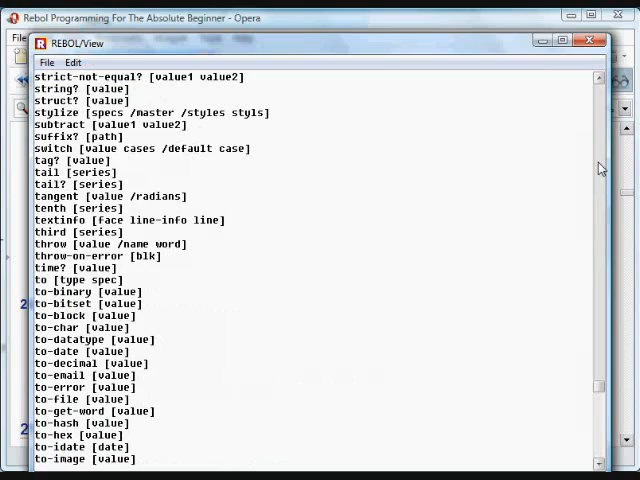 Rebol Programming For The Absolute Beginner - Opera
REBOL/View
File Edit
strict-not-equal? [value1 value2]
string? [value]
struct? [value]
stylize [specs /master /styles styls]
subtract [value1 value2]
suffix? [path]
switch [value cases /default case]
tag? [value]
tail [series]
tail? [series]
tangent [value /radians]
tenth [series]
textinfo [face line-info line]
third [series]
throw [value /name word]
throw-on-error [blk]
time? [value]
to [type spec]
to-binary [value]
to-bitset [value]
to-block [value]
to-char [value]
to-datatype [value]
to-date [value]
to-decimal [value]
to-email [value]
to-error [value]
to-file [value]
to-get-word [value]
to-hash [value]
to-hex [value]
to-idate [date]
to-image [value]